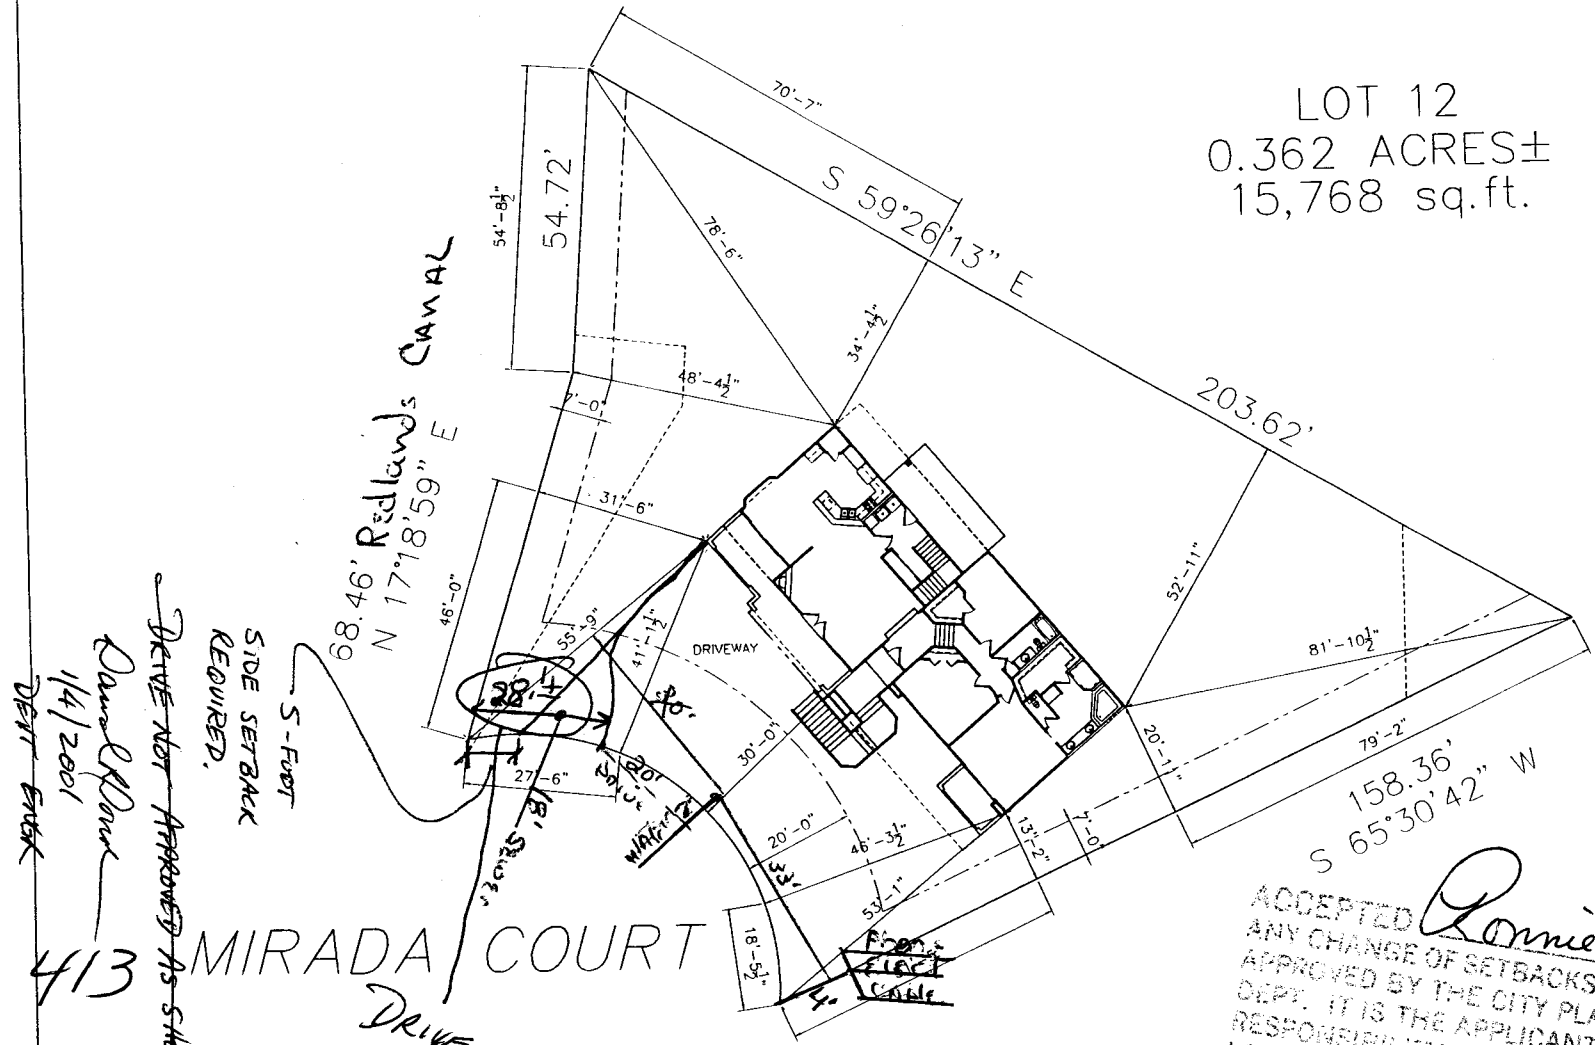 LOT 12
0.362 ACRES±
15,768 sq.ft.
70'-7"
S 59°26'13" E
203.62'
54'-8½"
54.72'
78'-6"
34'-4½"
48'-4½"
7'-0"
31'-6"
68.46' Redlands CANAL
N 17°18'59" E
46'-0"
55'-9"
41'-1½"
DRIVEWAY
52'-11"
81'-10½"
79'-2"
20'-1"
158.36'
S 65°30'42" W
28'±
27'-6"
20'
30'-0"
20'-0"
46'-3½"
33'
53'-1"
13'-2"
7'-0"
18'-5½"
4'
18'
Phone
Elect
Cable
5-FOOT
SIDE SETBACK
REQUIRED.
DRIVE NOT APPROVED AS
1/4/2001
413 MIRADA COURT
DRIVE
ACCEPTED Ronnie
ANY CHANGE OF SETBACKS
APPROVED BY THE CITY PLA
DEPT. IT IS THE APPLICANT